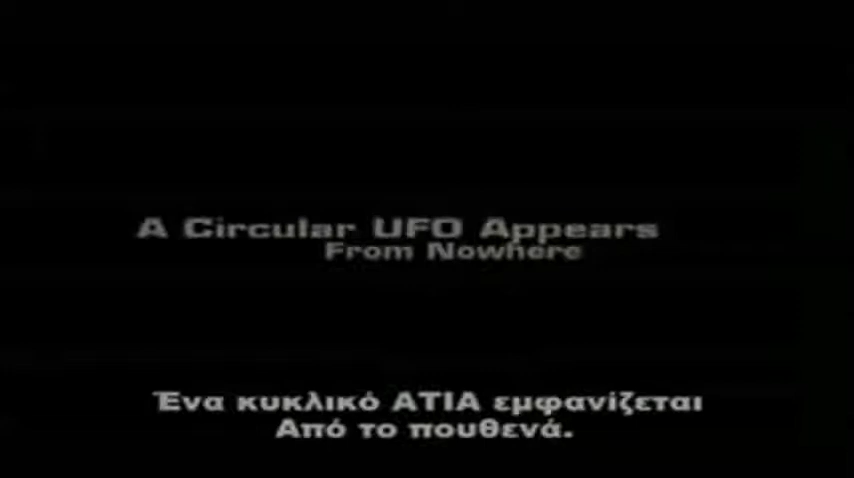 A Circular UFO Appears
From Nowhere
Ένα κυκλικό ΑΤΙΑ εμφανίζεται
Από το πουθενά.